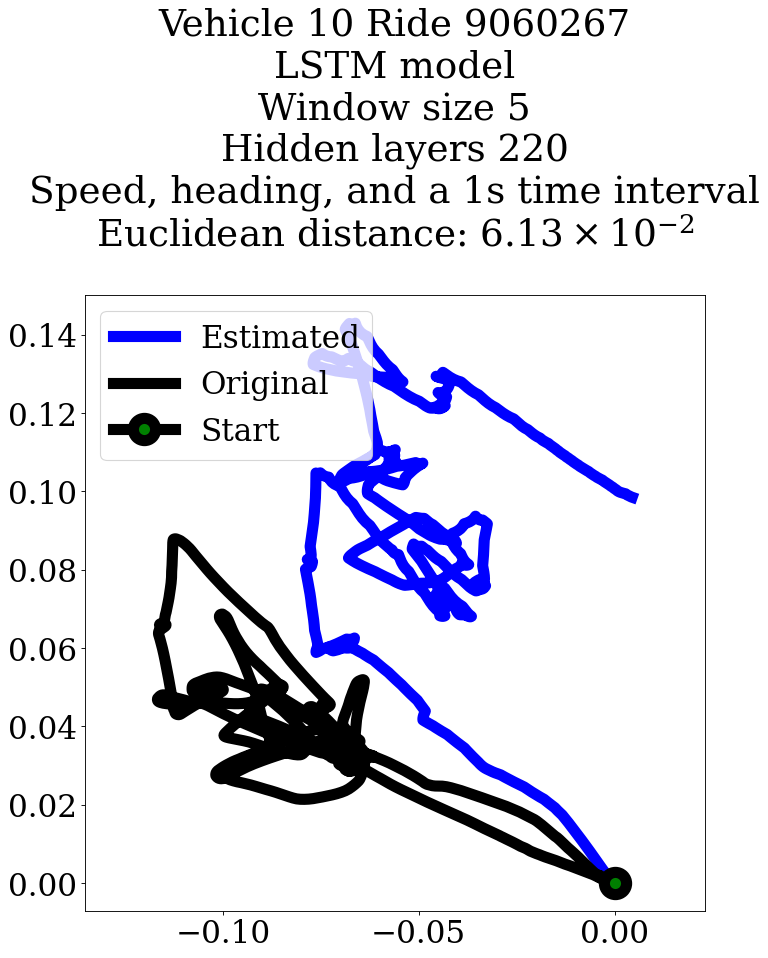 Vehicle 10 Ride 9060267
LSTM model
Window size 5
Hidden layers 220
Speed, heading, and a 1s time interval
Euclidean distance: 6.13 × 10⁻²
Estimated
Original
Start
0.14
0.12
0.10
0.08
0.06
0.04
0.02
0.00
−0.10 −0.05 0.00